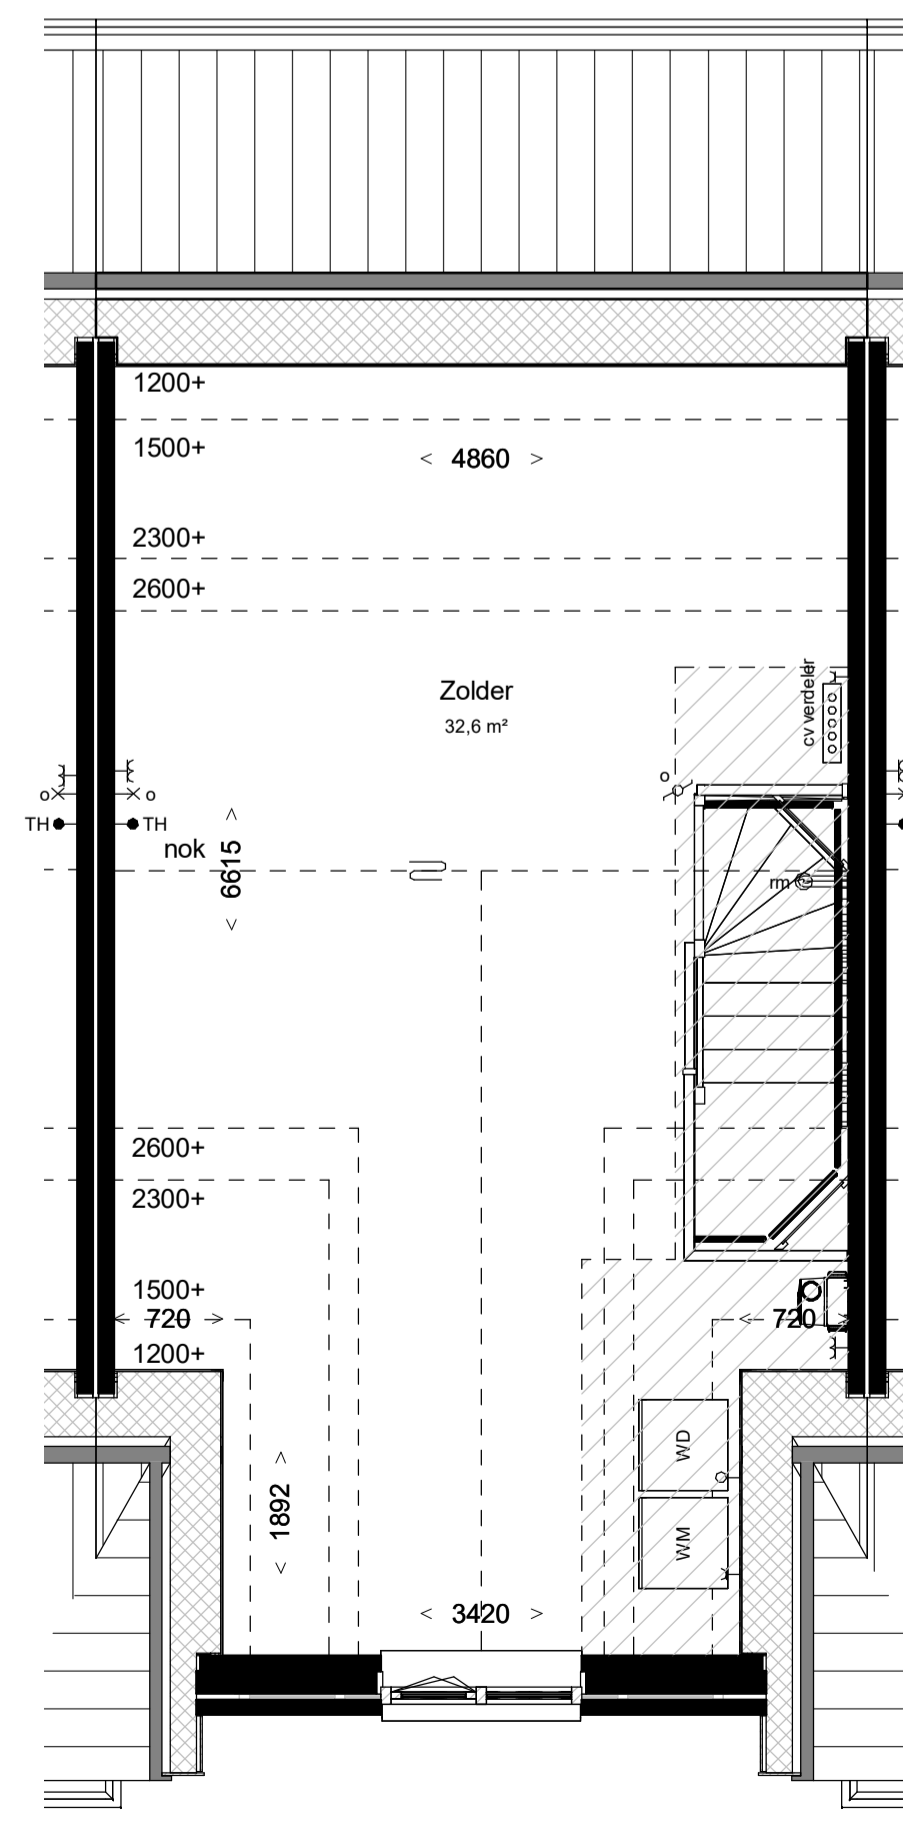 1200+
1500+
< 4860 >
2300+
2600+
Zolder
32,6 m²
cv verdeler
o
o
o
TH
TH
nok
< 6615 >
rm
2600+
2300+
1500+
< 720 >
< 720 >
1200+
WD
< 1892 >
WM
< 3420 >